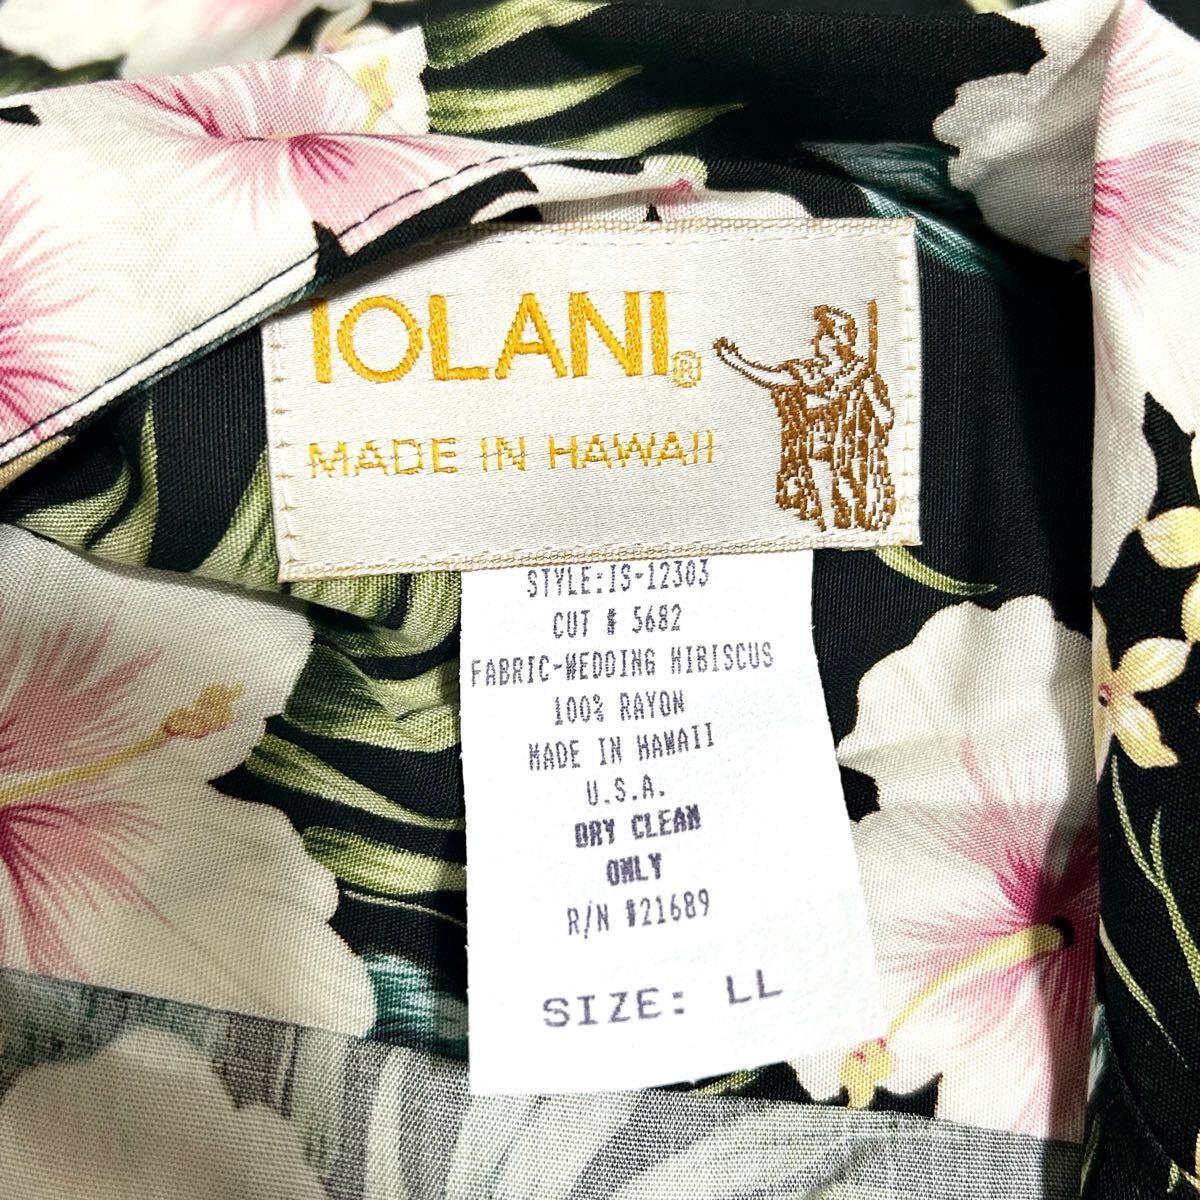 IOLANI®
MADE IN HAWAII
STYLE:IS-12303
CUT # 5682
FABRIC-WEDDING HIBISCUS
100% RAYON
MADE IN HAWAII
U.S.A.
DRY CLEAN
ONLY
R/N #21689
SIZE: LL